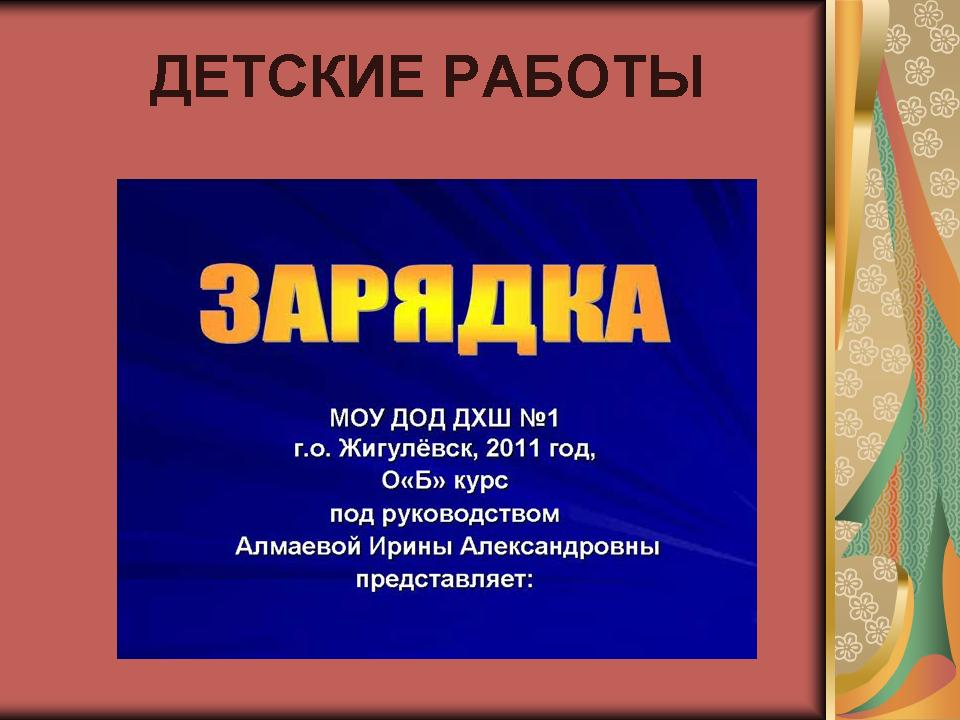 ДЕТСКИЕ РАБОТЫ
ЗАРЯДКА
МОУ ДОД ДХШ №1
г.о. Жигулёвск, 2011 год,
О«Б» курс
под руководством
Алмаевой Ирины Александровны
представляет: